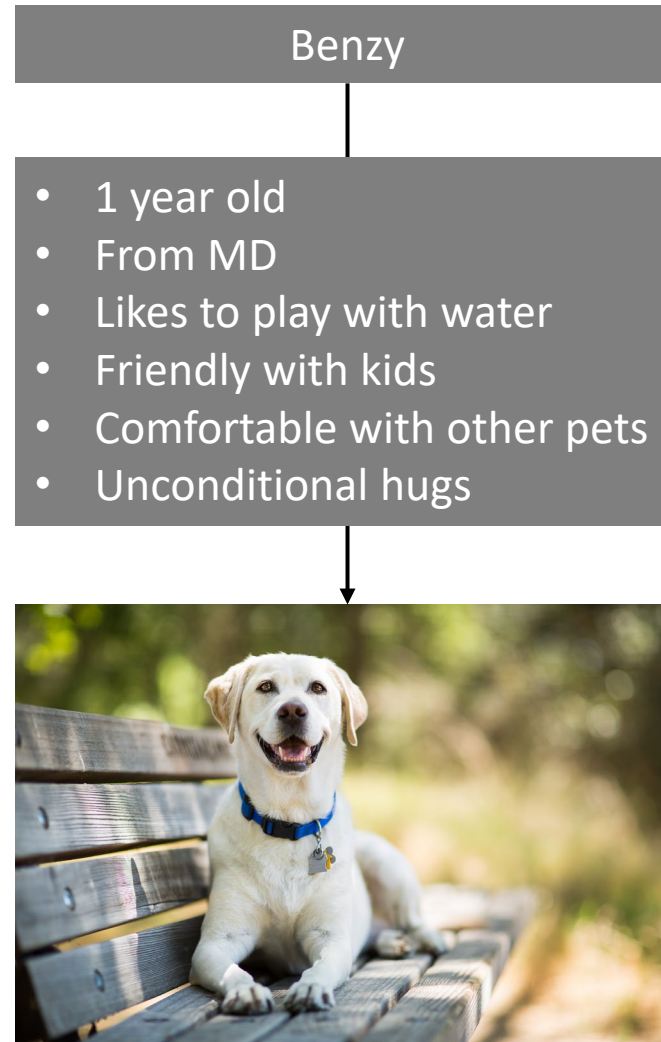 Benzy
• 1 year old
• From MD
• Likes to play with water
• Friendly with kids
• Comfortable with other pets
• Unconditional hugs